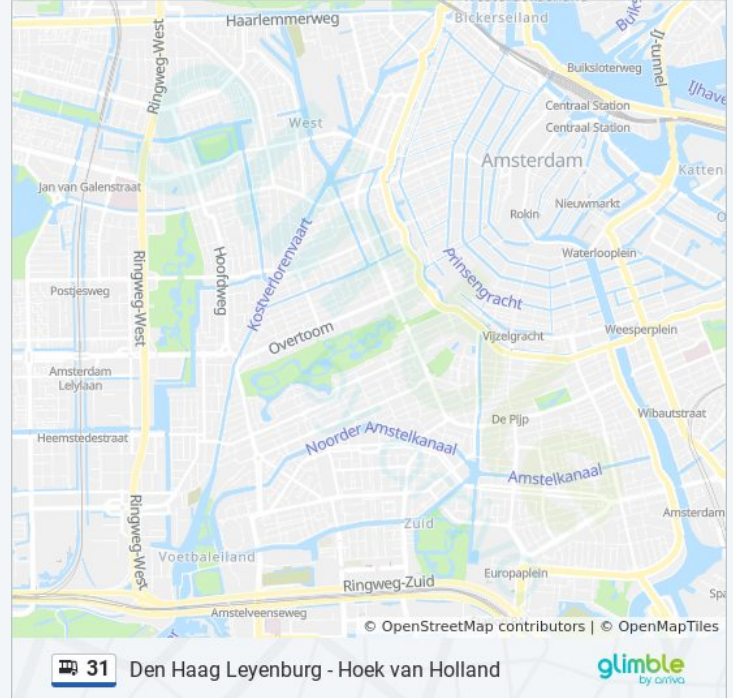 Haarlemmerweg
Bickerseiland
Ringweg-West
IJ-tunnel
Buiksloterweg
IJhave
Centraal Station
Centraal Station
West
Amsterdam
Katten
Jan van Galenstraat
Nieuwmarkt
Rokin
Kostverlorenvaart
Hoofdweg
Ringweg-West
Waterlooplein
Prinsengracht
Postjesweg
Overtoom
Vijzelgracht
Weesperplein
Amsterdam
Lelylaan
De Pijp
Wibautstraat
Heemstedestraat
Noorder Amstelkanaal
Amstelkanaal
Ringweg-West
Zuid
Amsterdam
Voetbaleiland
Europaplein
Ringweg-Zuid
Spa
Amstelveenseweg
© OpenStreetMap contributors | © OpenMapTiles
31 Den Haag Leyenburg - Hoek van Holland
glimble
by arriva